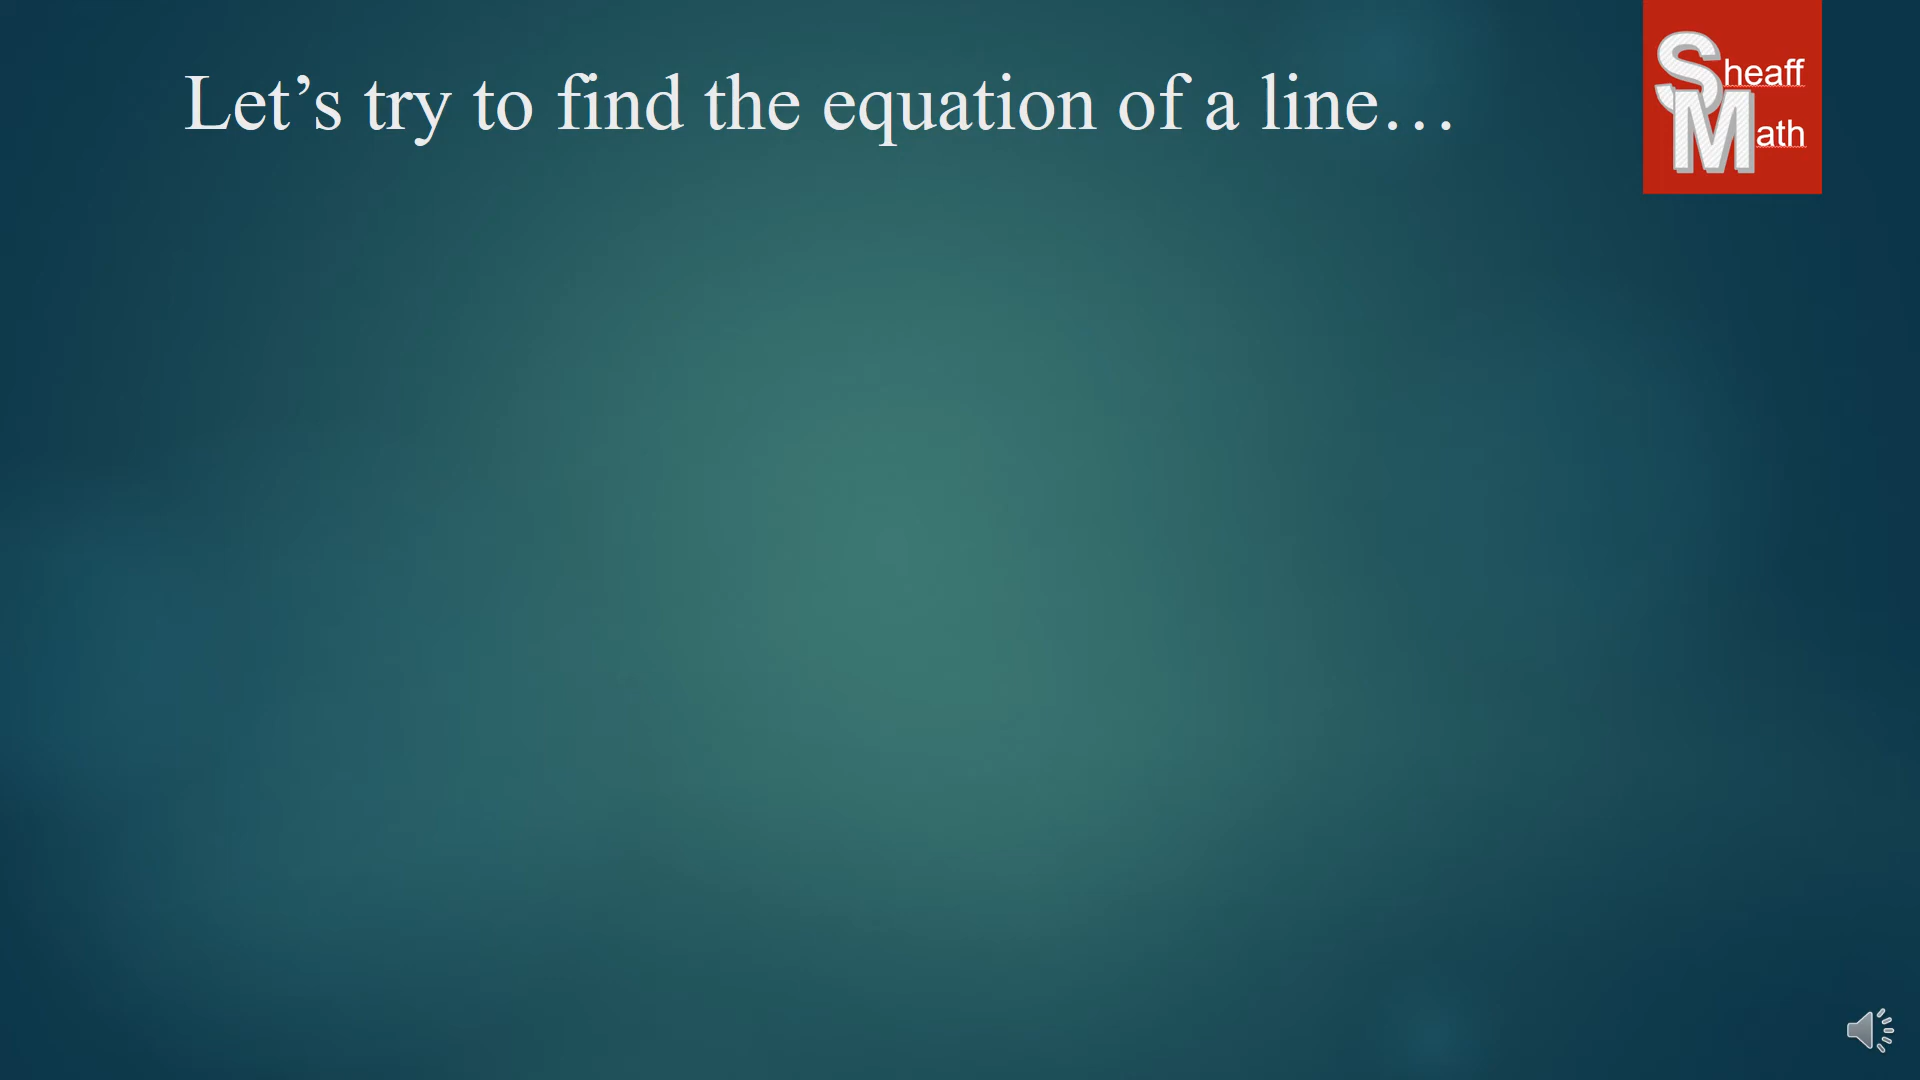 Let’s try to find the equation of a line…
Sheaff
Math